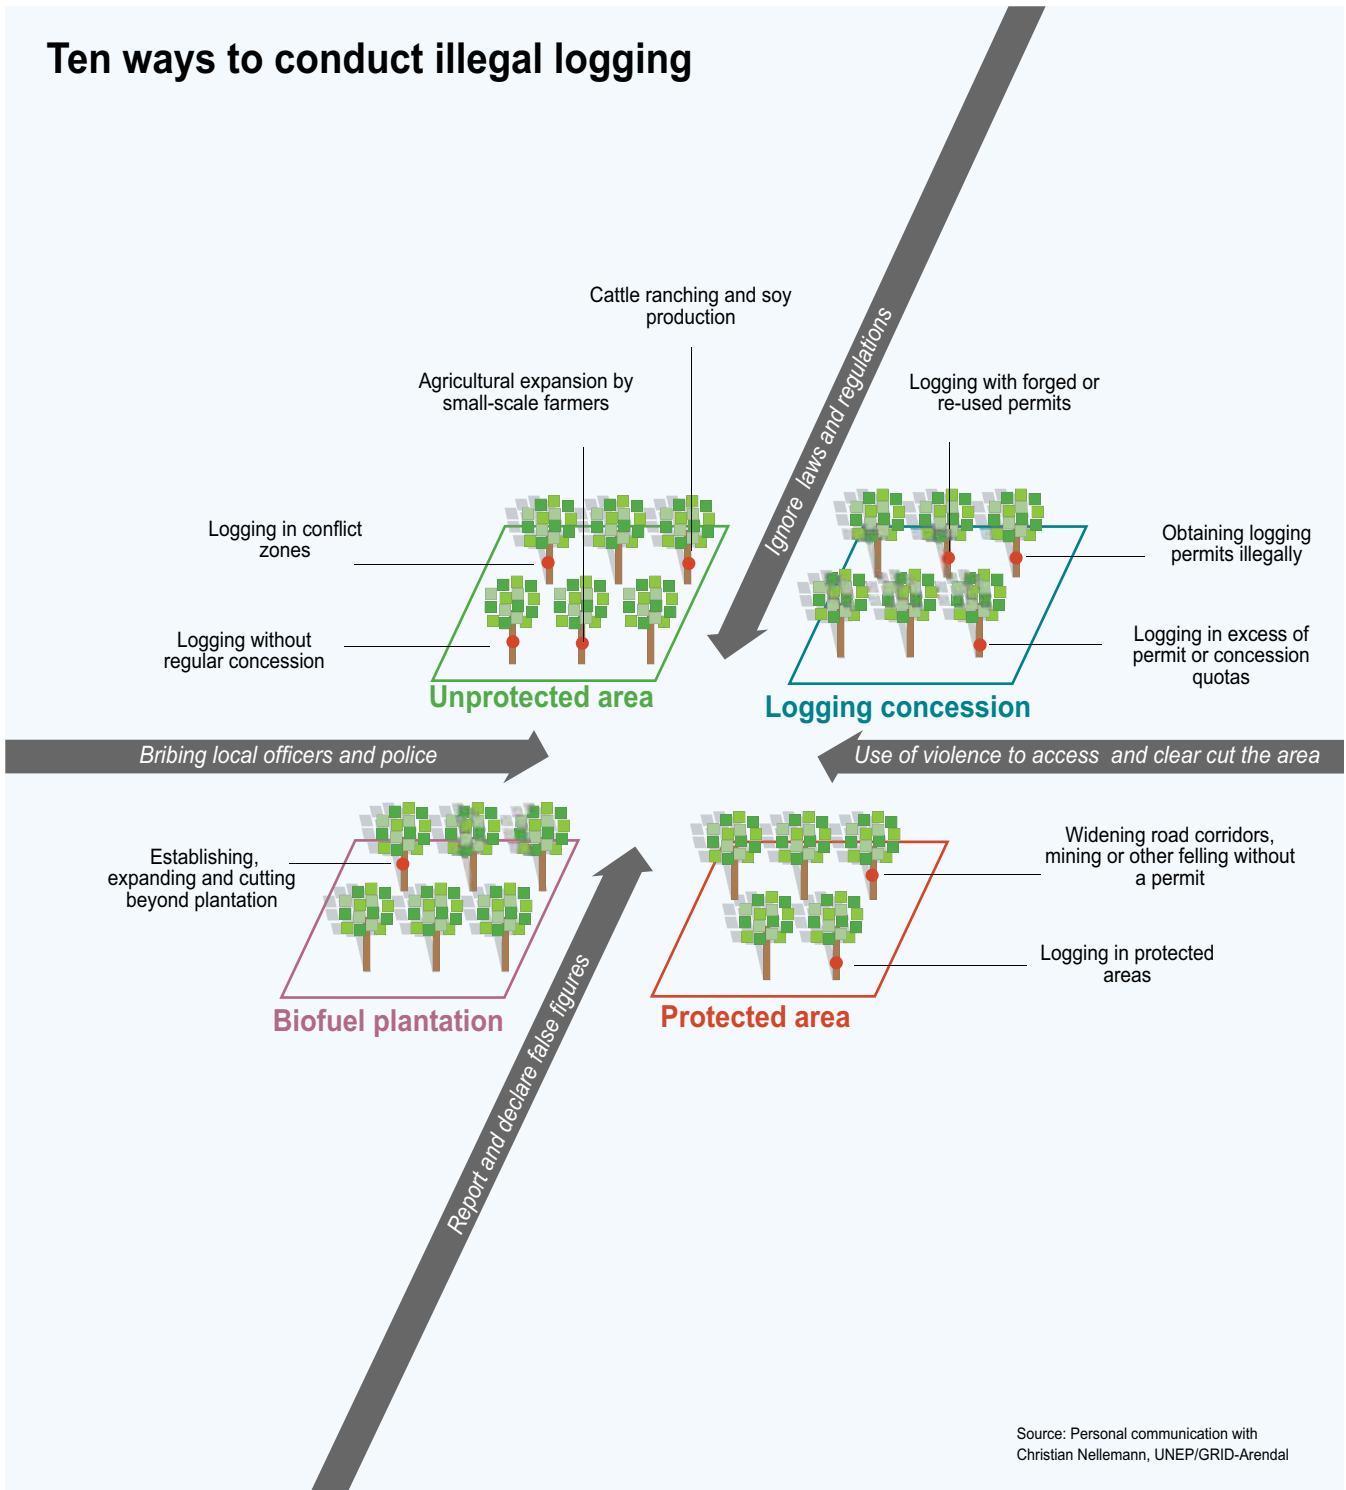 Ten ways to conduct illegal logging
Cattle ranching and soy
production
Agricultural expansion by
small-scale farmers
Logging in conflict
zones
Logging without
regular concession
Unprotected area
Ignore laws and regulations
Logging with forged or
re-used permits
Obtaining logging
permits illegally
Logging in excess of
permit or concession
quotas
Logging concession
Bribing local officers and police
Use of violence to access and clear cut the area
Establishing,
expanding and cutting
beyond plantation
Biofuel plantation
Report and declare false figures
Widening road corridors,
mining or other felling without
a permit
Logging in protected
areas
Protected area
Source: Personal communication with
Christian Nellemann, UNEP/GRID-Arendal